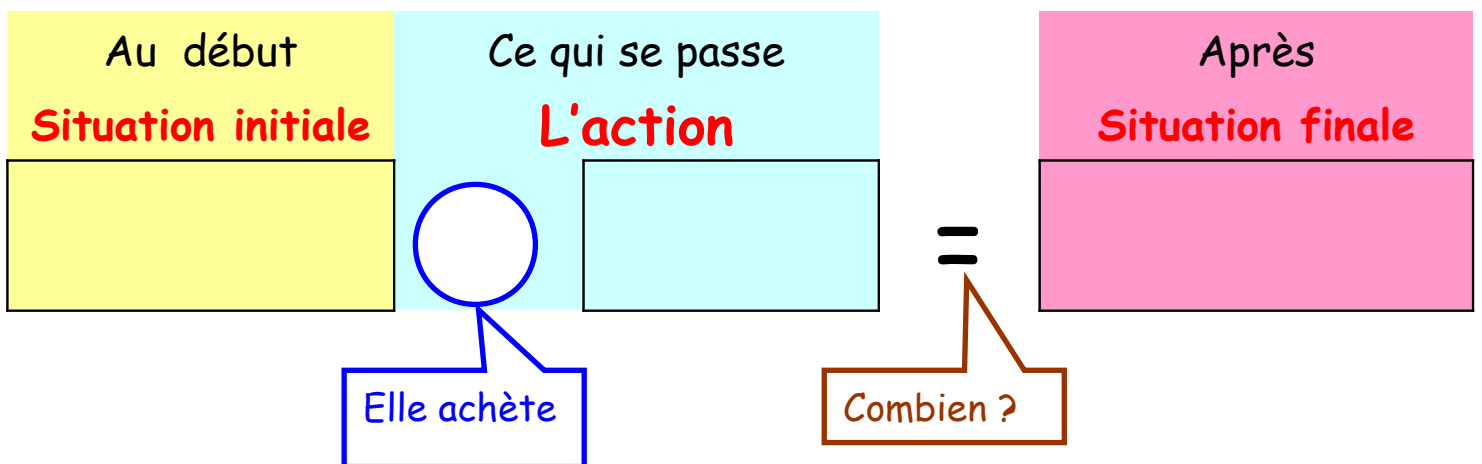 Au début
Situation initiale
Ce qui se passe
L'action
=
Après
Situation finale
Elle achète
Combien ?